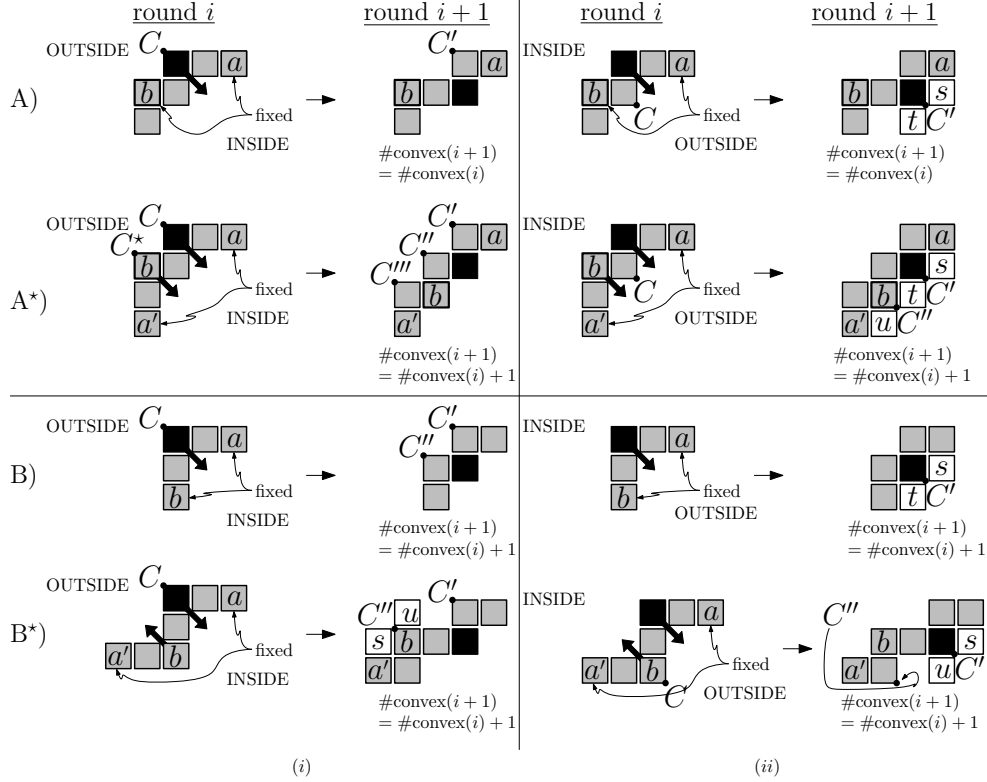 round i
round i + 1
round i
round i + 1
OUTSIDE C
a
b
fixed
INSIDE
A)
C′
a
b
#convex(i + 1)
= #convex(i)
INSIDE
b
C
fixed
OUTSIDE
a
b
s
t C′
#convex(i + 1)
= #convex(i)
OUTSIDE C
C⋆
a
b
a′
fixed
INSIDE
A⋆)
C′
C′′
C′′′
a
b
a′
#convex(i + 1)
= #convex(i) + 1
INSIDE
a
b
C
a′
fixed
OUTSIDE
a
s
b t C′
a′ u C′′
#convex(i + 1)
= #convex(i) + 1
OUTSIDE C
a
b
fixed
INSIDE
B)
C′
C′′
#convex(i + 1)
= #convex(i) + 1
INSIDE
a
b
fixed
OUTSIDE
s
t C′
#convex(i + 1)
= #convex(i) + 1
OUTSIDE C
a
a′ b
fixed
INSIDE
B⋆)
C′′ u C′
s b
a′
#convex(i + 1)
= #convex(i) + 1
INSIDE
a
a′ b
C
fixed
OUTSIDE
C′′
b s
a′ u C′
#convex(i + 1)
= #convex(i) + 1
(i)
(ii)